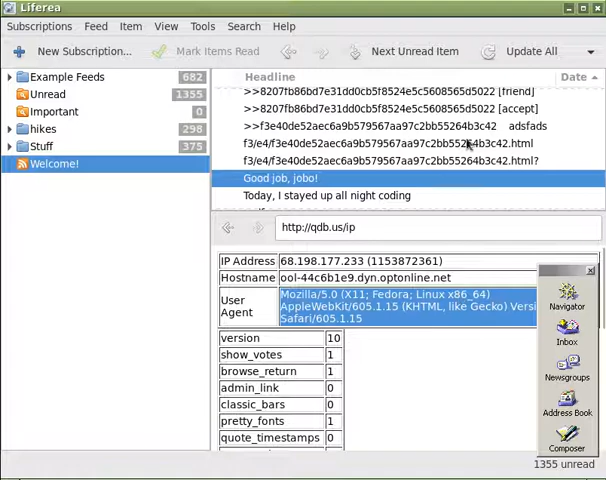 Liferea
Subscriptions Feed Item View Tools Search Help
New Subscription... Mark Items Read Next Unread Item Update All
Example Feeds 682
Unread 1355
Important 0
hikes 298
Stuff 375
Welcome!
Headline Date
>>8207fb86bd7e31dd0cb5f8524e5c5608565d5022 [friend]
>>8207fb86bd7e31dd0cb5f8524e5c5608565d5022 [accept]
>>f3e40de52aec6a9b579567aa97c2bb55264b3c42 adsfads
f3/e4/f3e40de52aec6a9b579567aa97c2bb55264b3c42.html
f3/e4/f3e40de52aec6a9b579567aa97c2bb55264b3c42.html?
Good job, jobo!
Today, I stayed up all night coding
http://qdb.us/ip
IP Address 68.198.177.233 (1153872361)
Hostname ool-44c6b1e9.dyn.optonline.net
User Agent Mozilla/5.0 (X11; Fedora; Linux x86_64)
AppleWebKit/605.1.15 (KHTML, like Gecko) Versi
Safari/605.1.15
version 10
show_votes 1
browse_return 1
admin_link 0
classic_bars 0
pretty_fonts 1
quote_timestamps 0
Navigator
Inbox
Newsgroups
Address Book
Composer
1355 unread